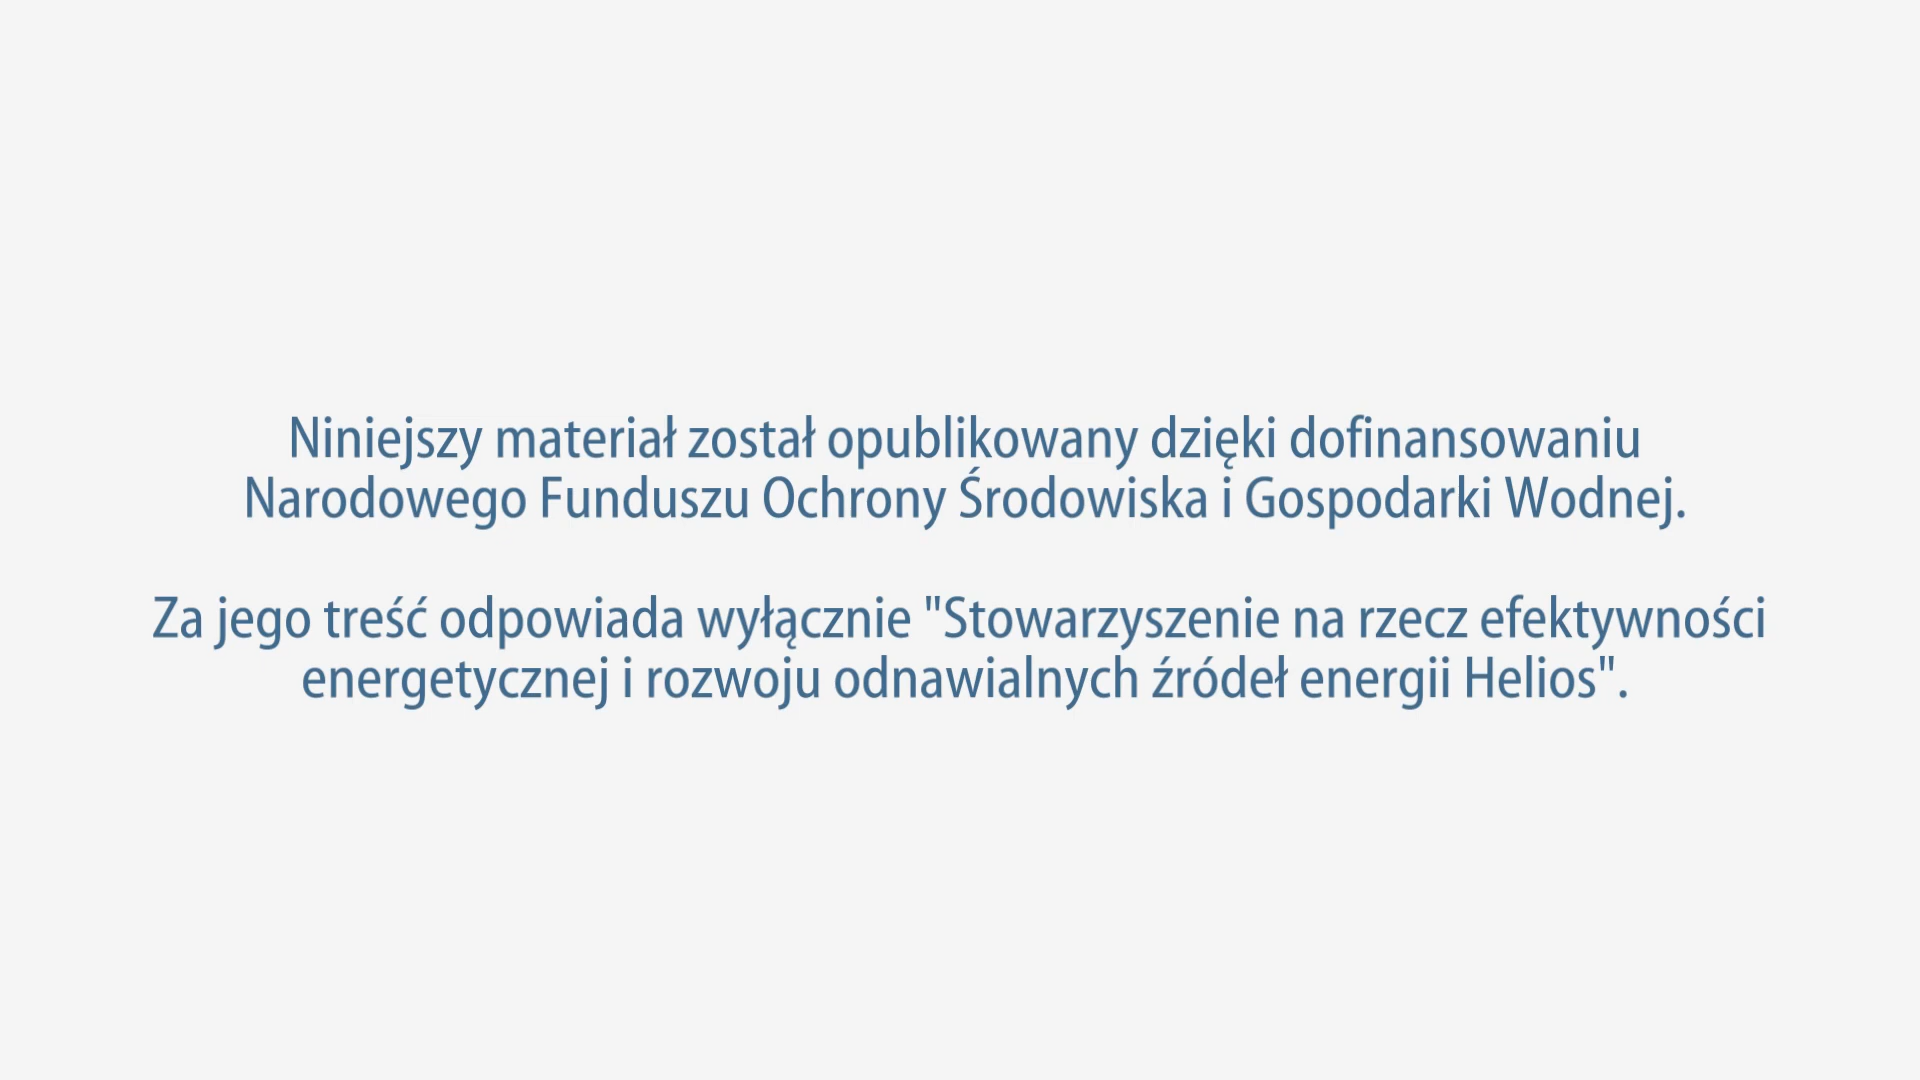 Niniejszy materiał został opublikowany dzięki dofinansowaniu
Narodowego Funduszu Ochrony Środowiska i Gospodarki Wodnej.
Za jego treść odpowiada wyłącznie "Stowarzyszenie na rzecz efektywności
energetycznej i rozwoju odnawialnych źródeł energii Helios".